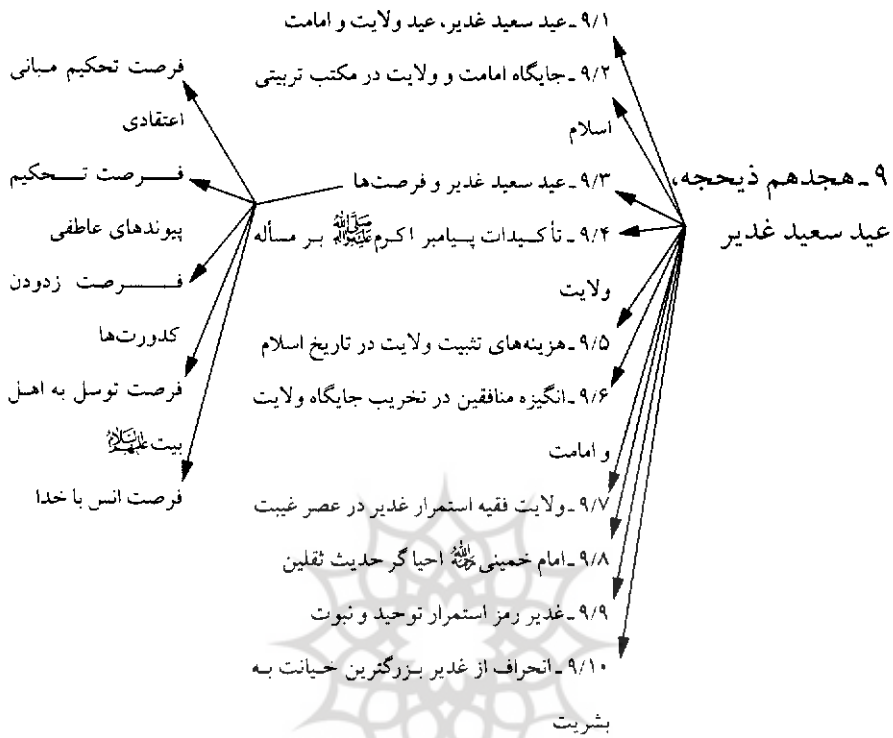 ۹ـ هجدهم ذیحجه،
عید سعید غدیر
۹/۱ـ عید سعید غدیر، عید ولایت و امامت
۹/۲ـ جایگاه امامت و ولایت در مکتب تربیتی
اسلام
۹/۳ـ عید سعید غدیر و فرصت‌ها
۹/۴ـ تأکیدات پیامبر اکرم ﷺ بر مسأله
ولایت
۹/۵ـ هزینه‌های تثبیت ولایت در تاریخ اسلام
۹/۶ـ انگیزه منافقین در تخریب جایگاه ولایت
و امامت
۹/۷ـ ولایت فقیه استمرار غدیر در عصر غیبت
۹/۸ـ امام خمینی احیاگر حدیث ثقلین
۹/۹ـ غدیر رمز استمرار توحید و نبوت
۹/۱۰ـ انحراف از غدیر بزرگترین خیانت به
بشریت
فرصت تحکیم مبانی
اعتقادی
فرصت تحکیم
پیوندهای عاطفی
فرصت زدودن
کدورت‌ها
فرصت توسل به اهل
بیت علیهم‌السلام
فرصت انس با خدا